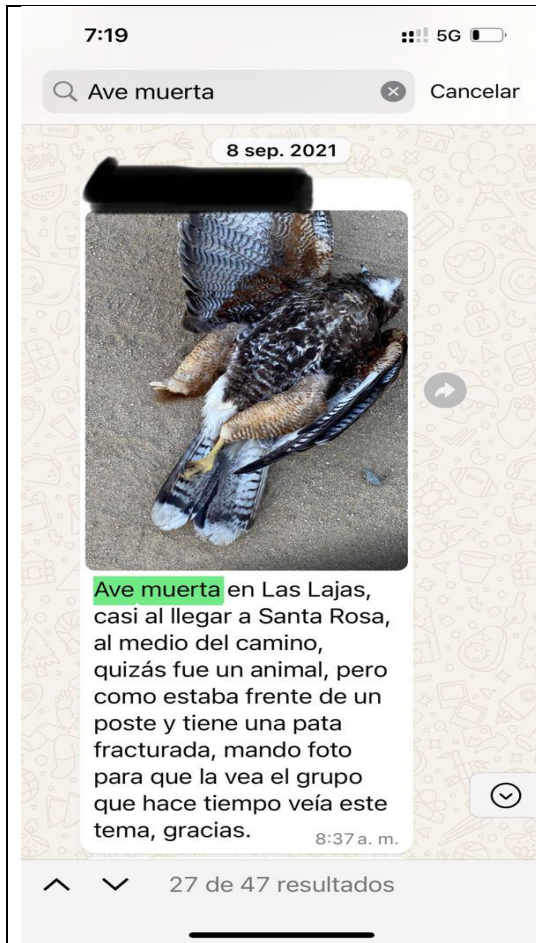 7:19
5G
Ave muerta
Cancelar
8 sep. 2021
Ave muerta en Las Lajas,
casi al llegar a Santa Rosa,
al medio del camino,
quizás fue un animal, pero
como estaba frente de un
poste y tiene una pata
fracturada, mando foto
para que la vea el grupo
que hace tiempo veía este
tema, gracias.
8:37 a. m.
27 de 47 resultados